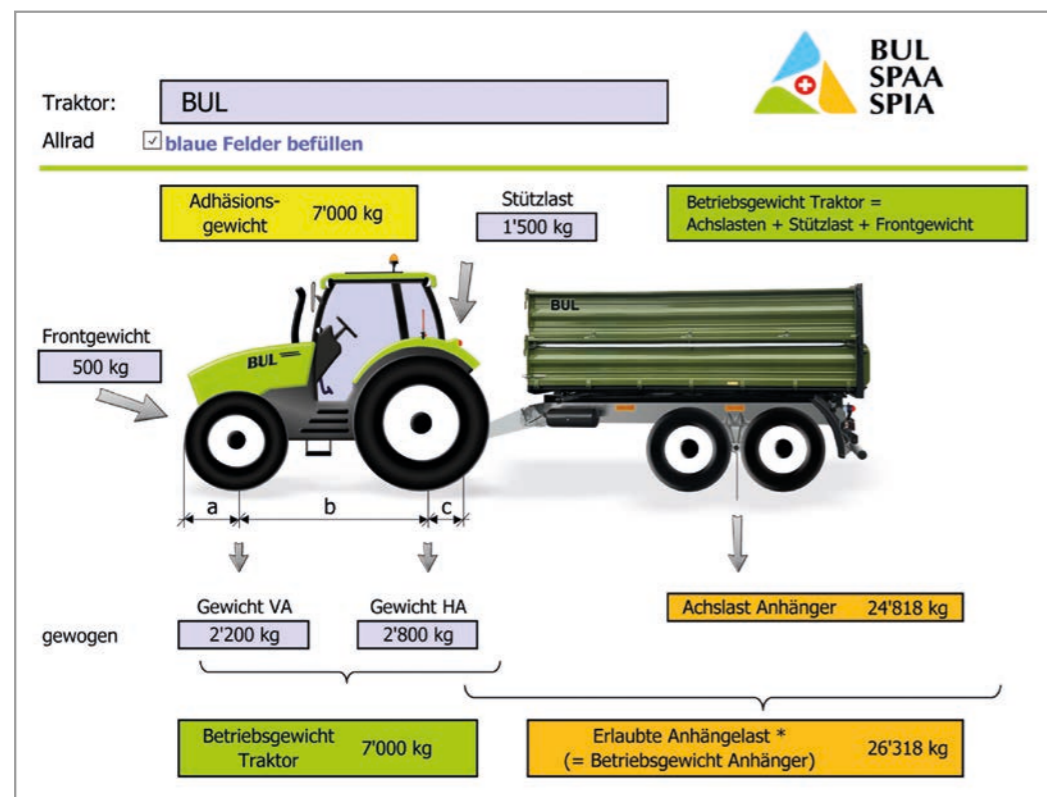 BUL
SPAA
SPIA
Traktor: BUL
Allrad ✓ blaue Felder befüllen
Adhäsions-
gewicht 7'000 kg
Stützlast
1'500 kg
Betriebsgewicht Traktor =
Achslasten + Stützlast + Frontgewicht
Frontgewicht
500 kg
BUL
BUL
a b c
Gewicht VA
2'200 kg
Gewicht HA
2'800 kg
Achslast Anhänger 24'818 kg
gewogen
Betriebsgewicht
Traktor 7'000 kg
Erlaubte Anhängelast *
(= Betriebsgewicht Anhänger) 26'318 kg